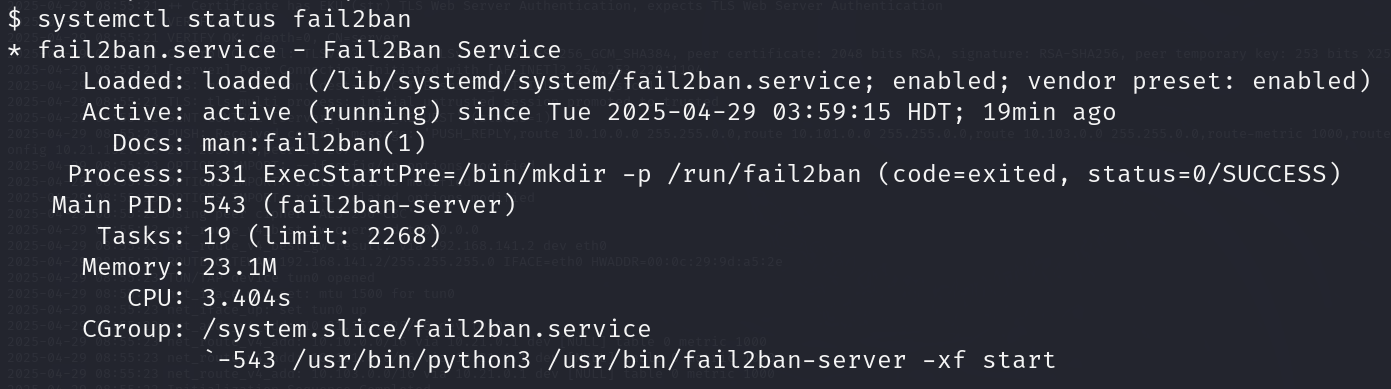 $ systemctl status fail2ban
* fail2ban.service - Fail2Ban Service
Loaded: loaded (/lib/systemd/system/fail2ban.service; enabled; vendor preset: enabled)
Active: active (running) since Tue 2025-04-29 03:59:15 HDT; 19min ago
Docs: man:fail2ban(1)
Process: 531 ExecStartPre=/bin/mkdir -p /run/fail2ban (code=exited, status=0/SUCCESS)
Main PID: 543 (fail2ban-server)
Tasks: 19 (limit: 2268)
Memory: 23.1M
CPU: 3.404s
CGroup: /system.slice/fail2ban.service
`-543 /usr/bin/python3 /usr/bin/fail2ban-server -xf start